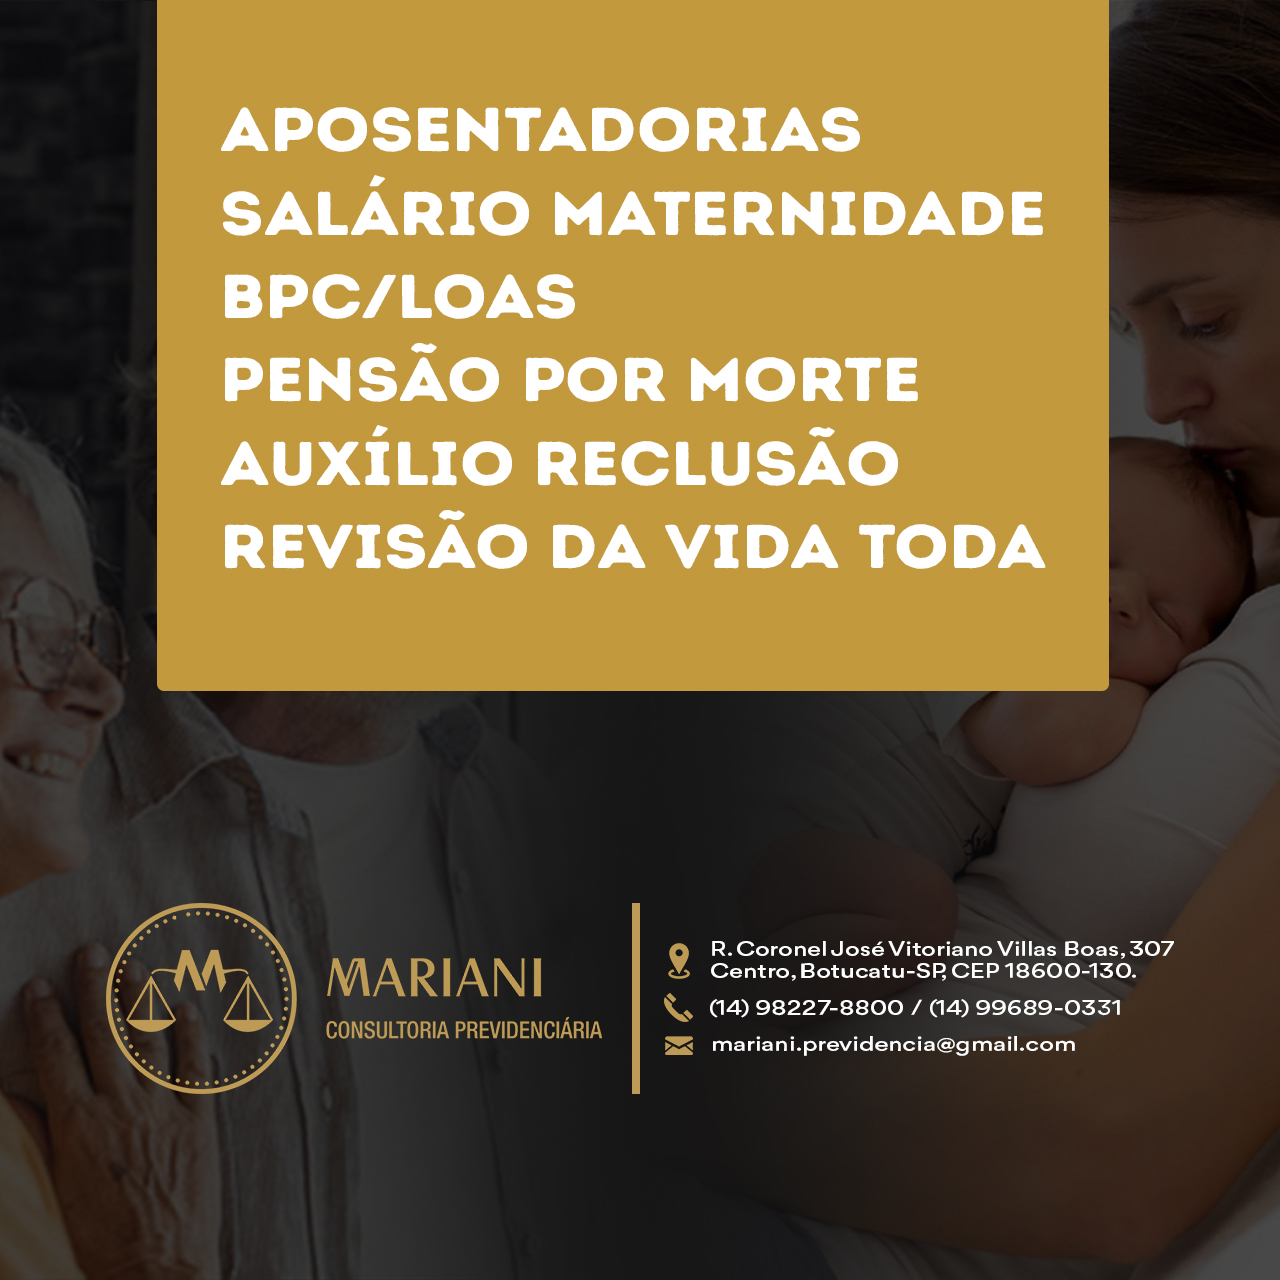 APOSENTADORIAS
SALÁRIO MATERNIDADE
BPC/LOAS
PENSÃO POR MORTE
AUXÍLIO RECLUSÃO
REVISÃO DA VIDA TODA
M
MARIANI
CONSULTORIA PREVIDENCIÁRIA
R. Coronel José Vitoriano Villas Boas, 307
Centro, Botucatu-SP, CEP 18600-130.
(14) 98227-8800 / (14) 99689-0331
mariani.previdencia@gmail.com